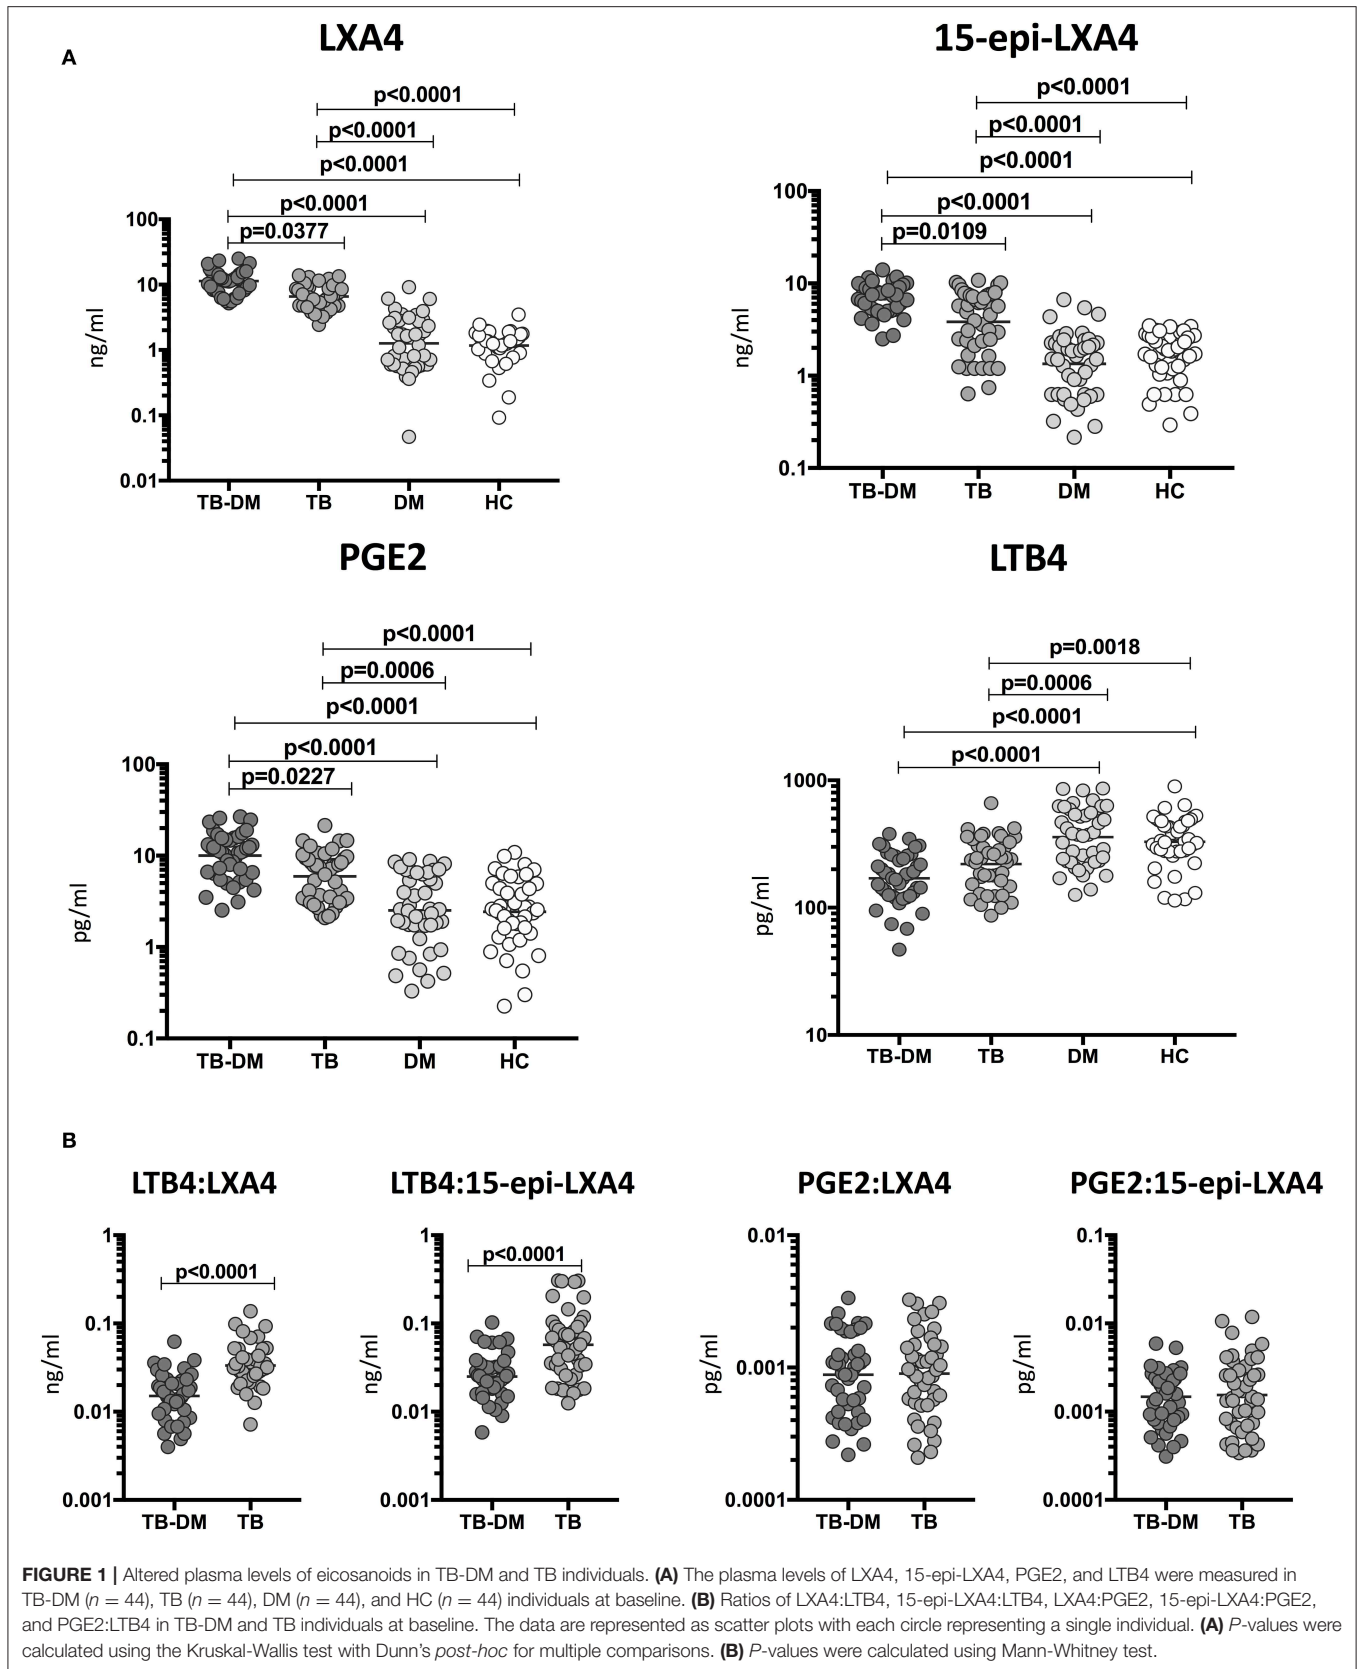 A
LXA4
p<0.0001
p<0.0001
p<0.0001
p<0.0001
p=0.0377
100
10
1
0.1
0.01
ng/ml
TB-DM TB DM HC
15-epi-LXA4
p<0.0001
p<0.0001
p<0.0001
p<0.0001
p=0.0109
100
10
1
0.1
ng/ml
TB-DM TB DM HC
PGE2
p<0.0001
p=0.0006
p<0.0001
p<0.0001
p=0.0227
100
10
1
0.1
pg/ml
TB-DM TB DM HC
LTB4
p=0.0018
p=0.0006
p<0.0001
p<0.0001
1000
100
10
pg/ml
TB-DM TB DM HC
B
LTB4:LXA4
p<0.0001
1
0.1
0.01
0.001
ng/ml
TB-DM TB
LTB4:15-epi-LXA4
p<0.0001
1
0.1
0.01
0.001
ng/ml
TB-DM TB
PGE2:LXA4
0.01
0.001
0.0001
pg/ml
TB-DM TB
PGE2:15-epi-LXA4
0.1
0.01
0.001
0.0001
pg/ml
TB-DM TB
FIGURE 1 | Altered plasma levels of eicosanoids in TB-DM and TB individuals. (A) The plasma levels of LXA4, 15-epi-LXA4, PGE2, and LTB4 were measured in
TB-DM (n = 44), TB (n = 44), DM (n = 44), and HC (n = 44) individuals at baseline. (B) Ratios of LXA4:LTB4, 15-epi-LXA4:LTB4, LXA4:PGE2, 15-epi-LXA4:PGE2,
and PGE2:LTB4 in TB-DM and TB individuals at baseline. The data are represented as scatter plots with each circle representing a single individual. (A) P-values were
calculated using the Kruskal-Wallis test with Dunn's post-hoc for multiple comparisons. (B) P-values were calculated using Mann-Whitney test.